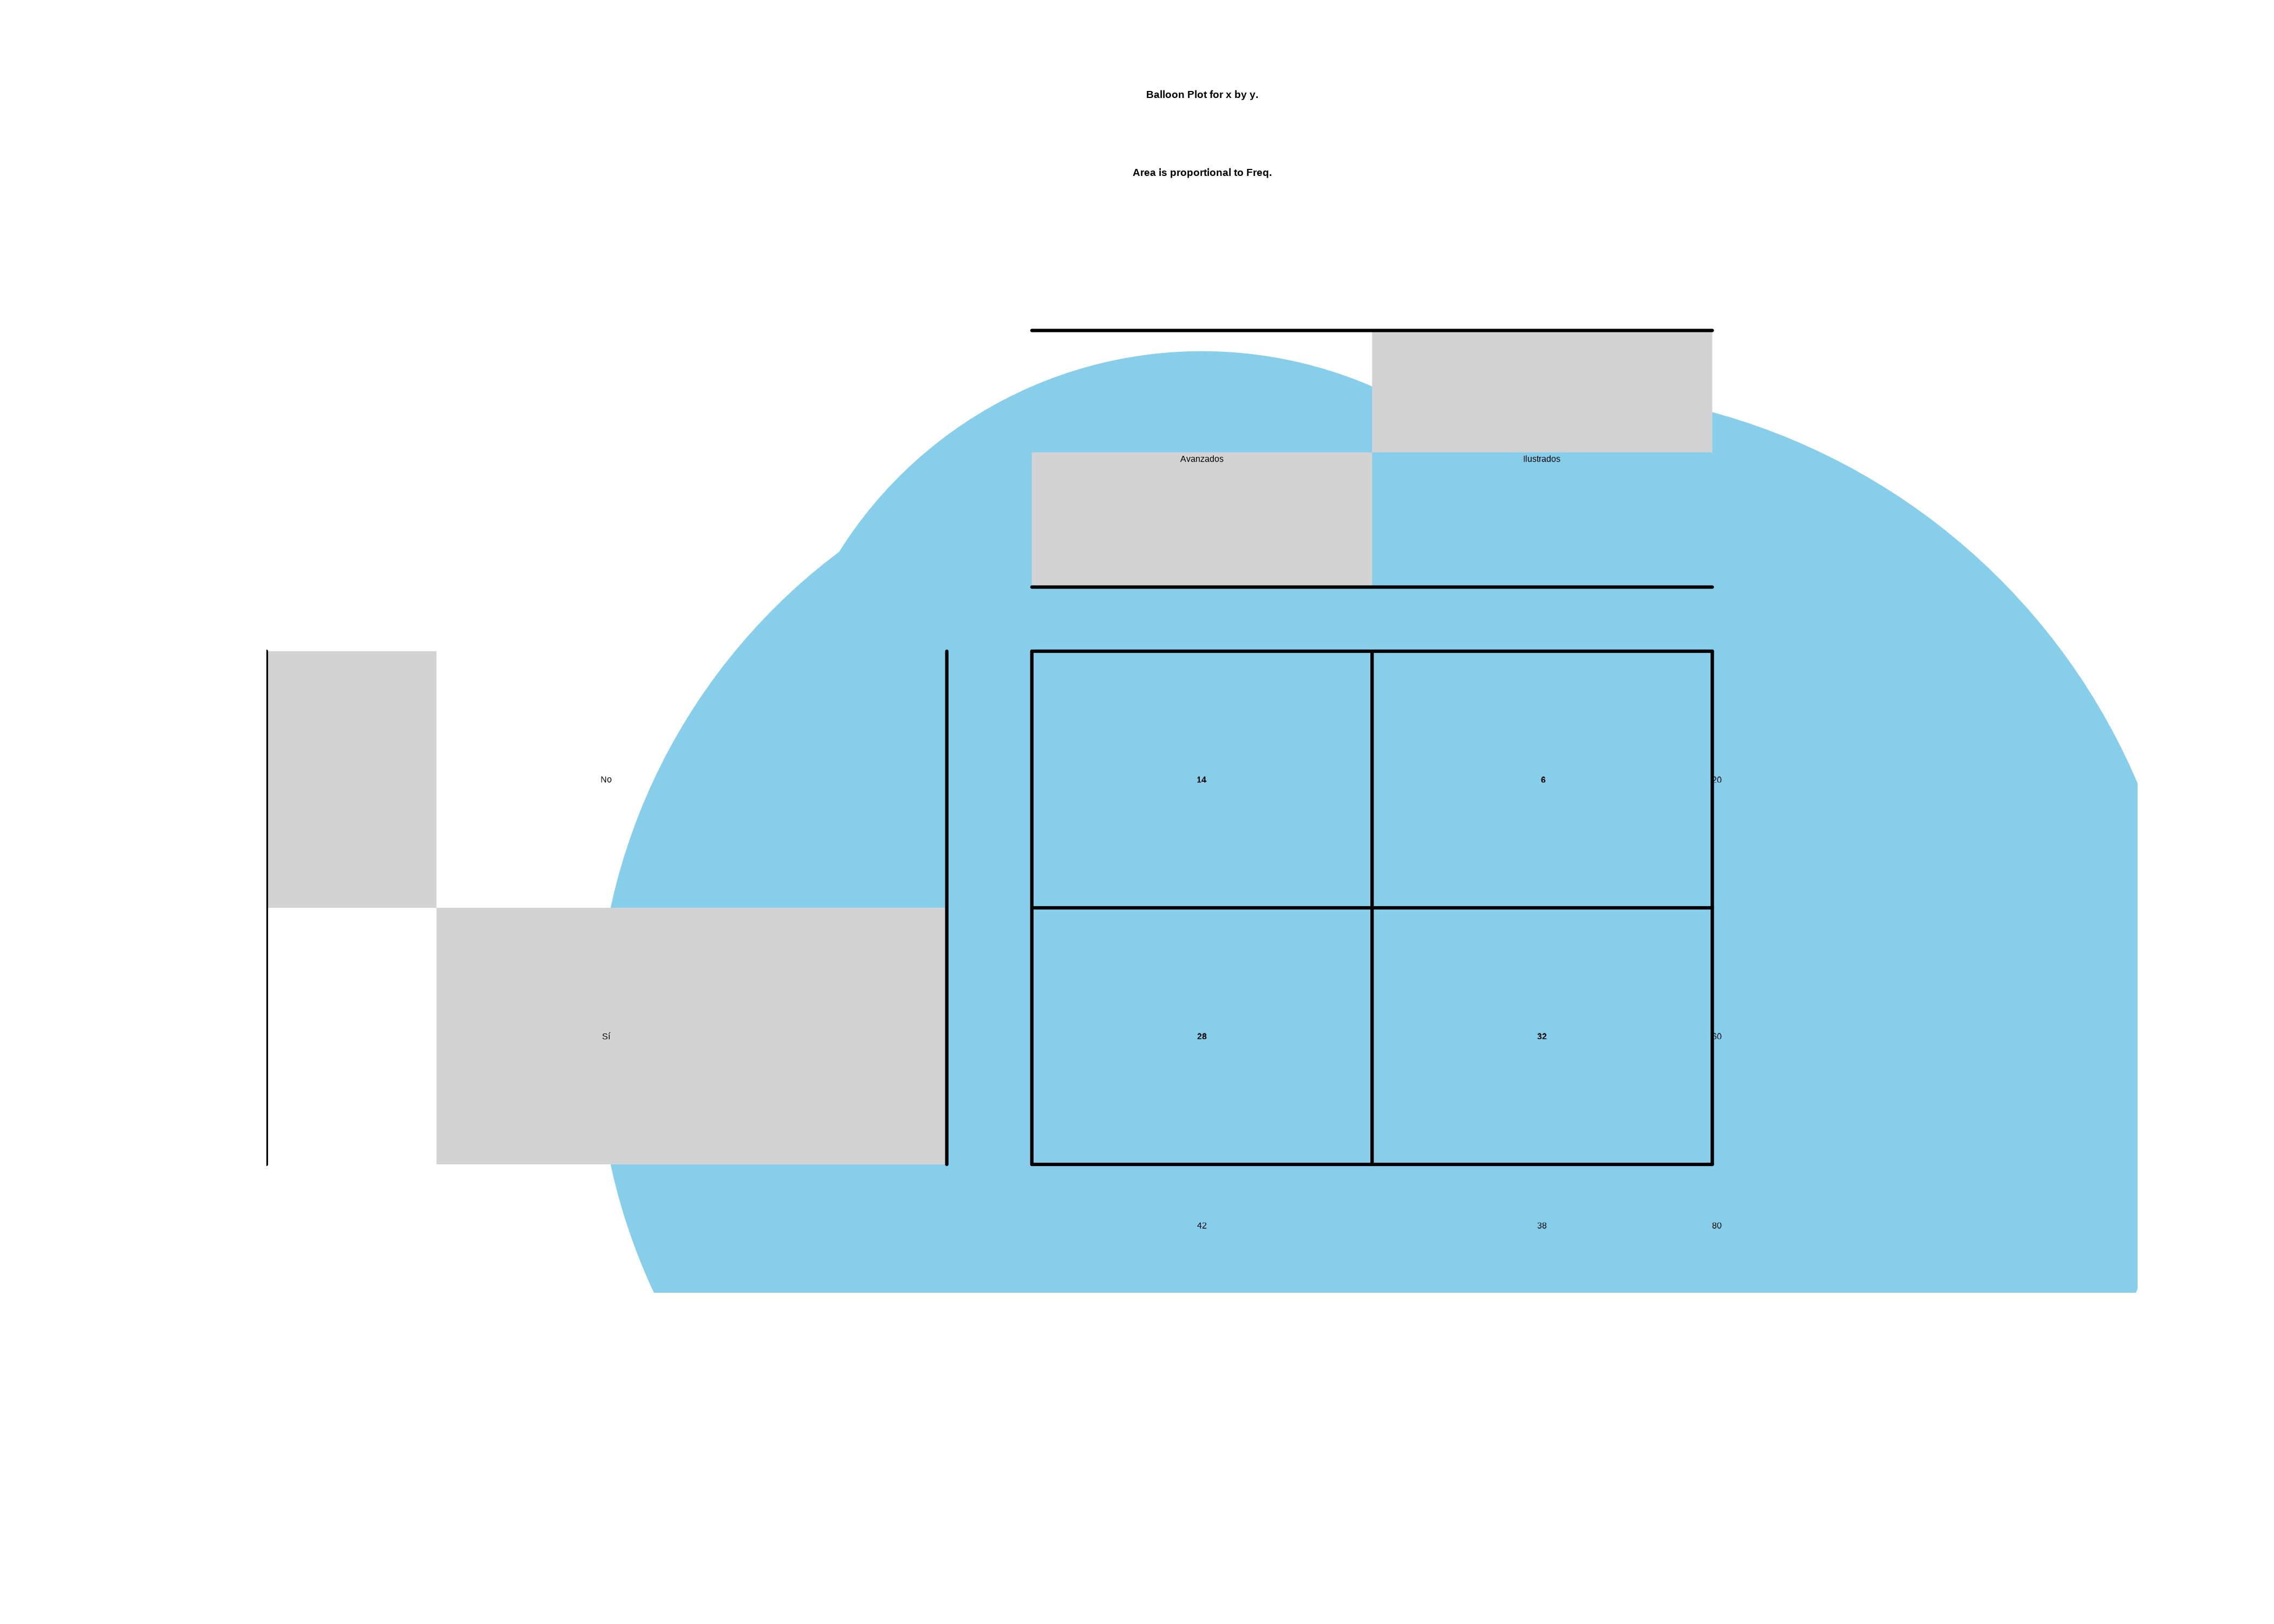 Balloon Plot for x by y.
Area is proportional to Freq.
Avanzados Ilustrados
No 14 6 20
Sí 28 32 60
42 38 80